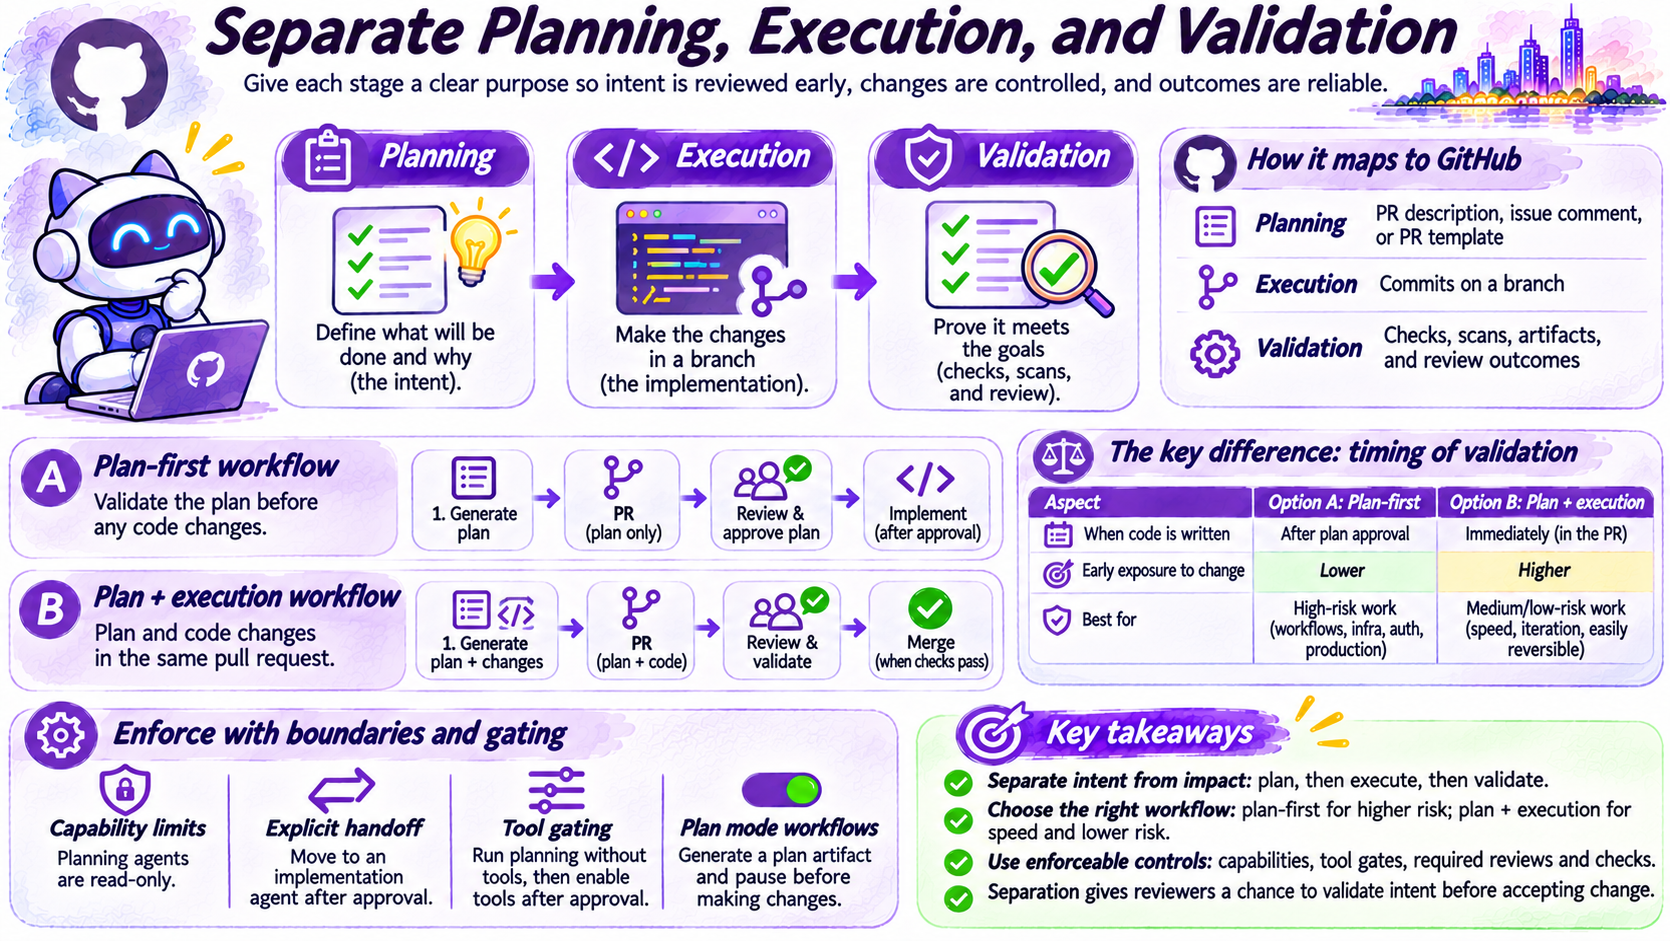 Separate Planning, Execution, and Validation
Give each stage a clear purpose so intent is reviewed early, changes are controlled, and outcomes are reliable.
Planning
Define what will be
done and why
(the intent).
</> Execution
Make the changes
in a branch
(the implementation).
Validation
Prove it meets
the goals
(checks, scans,
and review).
How it maps to GitHub
Planning
PR description, issue comment,
or PR template
Execution
Commits on a branch
Validation
Checks, scans, artifacts,
and review outcomes
A
Plan-first workflow
Validate the plan before
any code changes.
1. Generate
plan
PR
(plan only)
Review &
approve plan
</>
Implement
(after approval)
B
Plan + execution workflow
Plan and code changes
in the same pull request.
</>
1. Generate
plan + changes
PR
(plan + code)
Review &
validate
Merge
(when checks pass)
The key difference: timing of validation
Aspect
Option A: Plan-first
Option B: Plan + execution
When code is written
After plan approval
Immediately (in the PR)
Early exposure to change
Lower
Higher
Best for
High-risk work
(workflows, infra, auth,
production)
Medium/low-risk work
(speed, iteration, easily
reversible)
Enforce with boundaries and gating
Capability limits
Planning agents
are read-only.
Explicit handoff
Move to an
implementation
agent after approval.
Tool gating
Run planning without
tools, then enable
tools after approval.
Plan mode workflows
Generate a plan artifact
and pause before
making changes.
Key takeaways
Separate intent from impact: plan, then execute, then validate.
Choose the right workflow: plan-first for higher risk; plan + execution for
speed and lower risk.
Use enforceable controls: capabilities, tool gates, required reviews and checks.
Separation gives reviewers a chance to validate intent before accepting change.